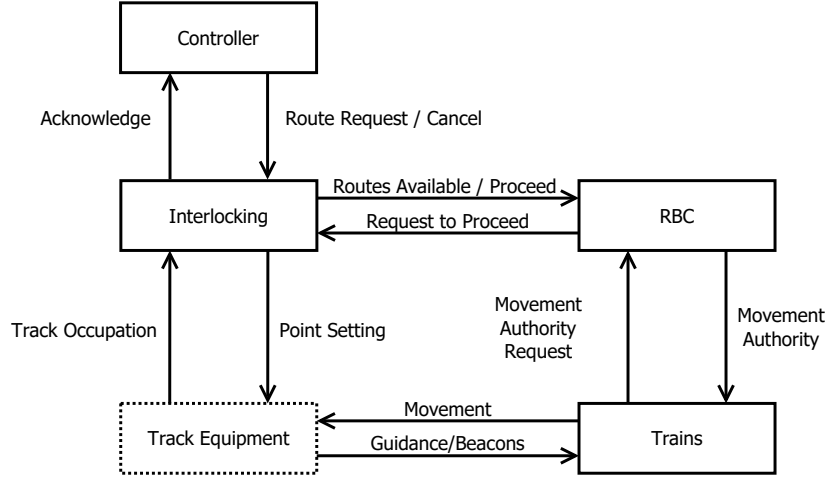 Controller
Acknowledge
Route Request / Cancel
Routes Available / Proceed
Interlocking
RBC
Request to Proceed
Track Occupation
Point Setting
Movement
Authority
Request
Movement
Authority
Movement
Track Equipment
Trains
Guidance/Beacons